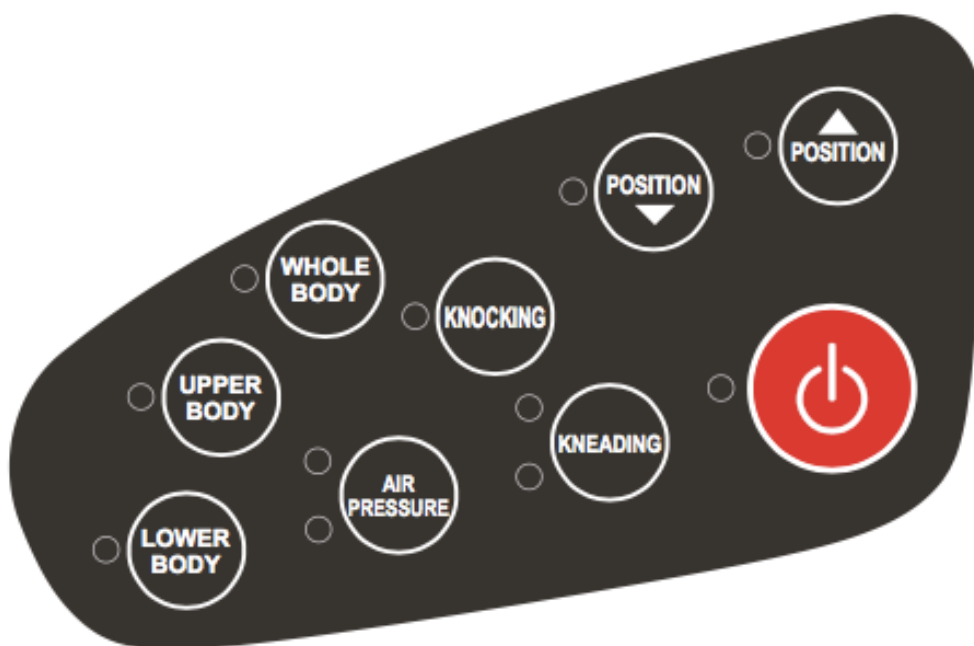 POSITION
POSITION
WHOLE
BODY
KNOCKING
UPPER
BODY
KNEADING
AIR
PRESSURE
LOWER
BODY